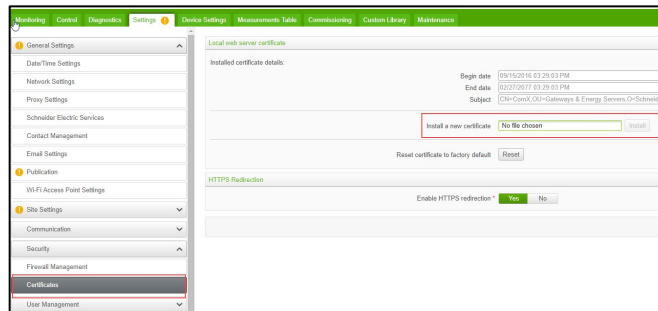 Monitoring Control Diagnostics Settings Device Settings Measurements Table Commissioning Custom Library Maintenance
General Settings
Date/Time Settings
Network Settings
Proxy Settings
Schneider Electric Services
Contact Management
Email Settings
Publication
Wi-Fi Access Point Settings
Site Settings
Communication
Security
Firewall Management
Certificates
User Management
Local web server certificate
Installed certificate details:
Begin date 09/15/2016 03:29:03 PM
End date 02/27/2077 03:29:03 PM
Subject CN=ComX,OU=Gateways & Energy Servers,O=Schneid
Install a new certificate No file chosen Install
Reset certificate to factory default Reset
HTTPS Redirection
Enable HTTPS redirection * Yes No